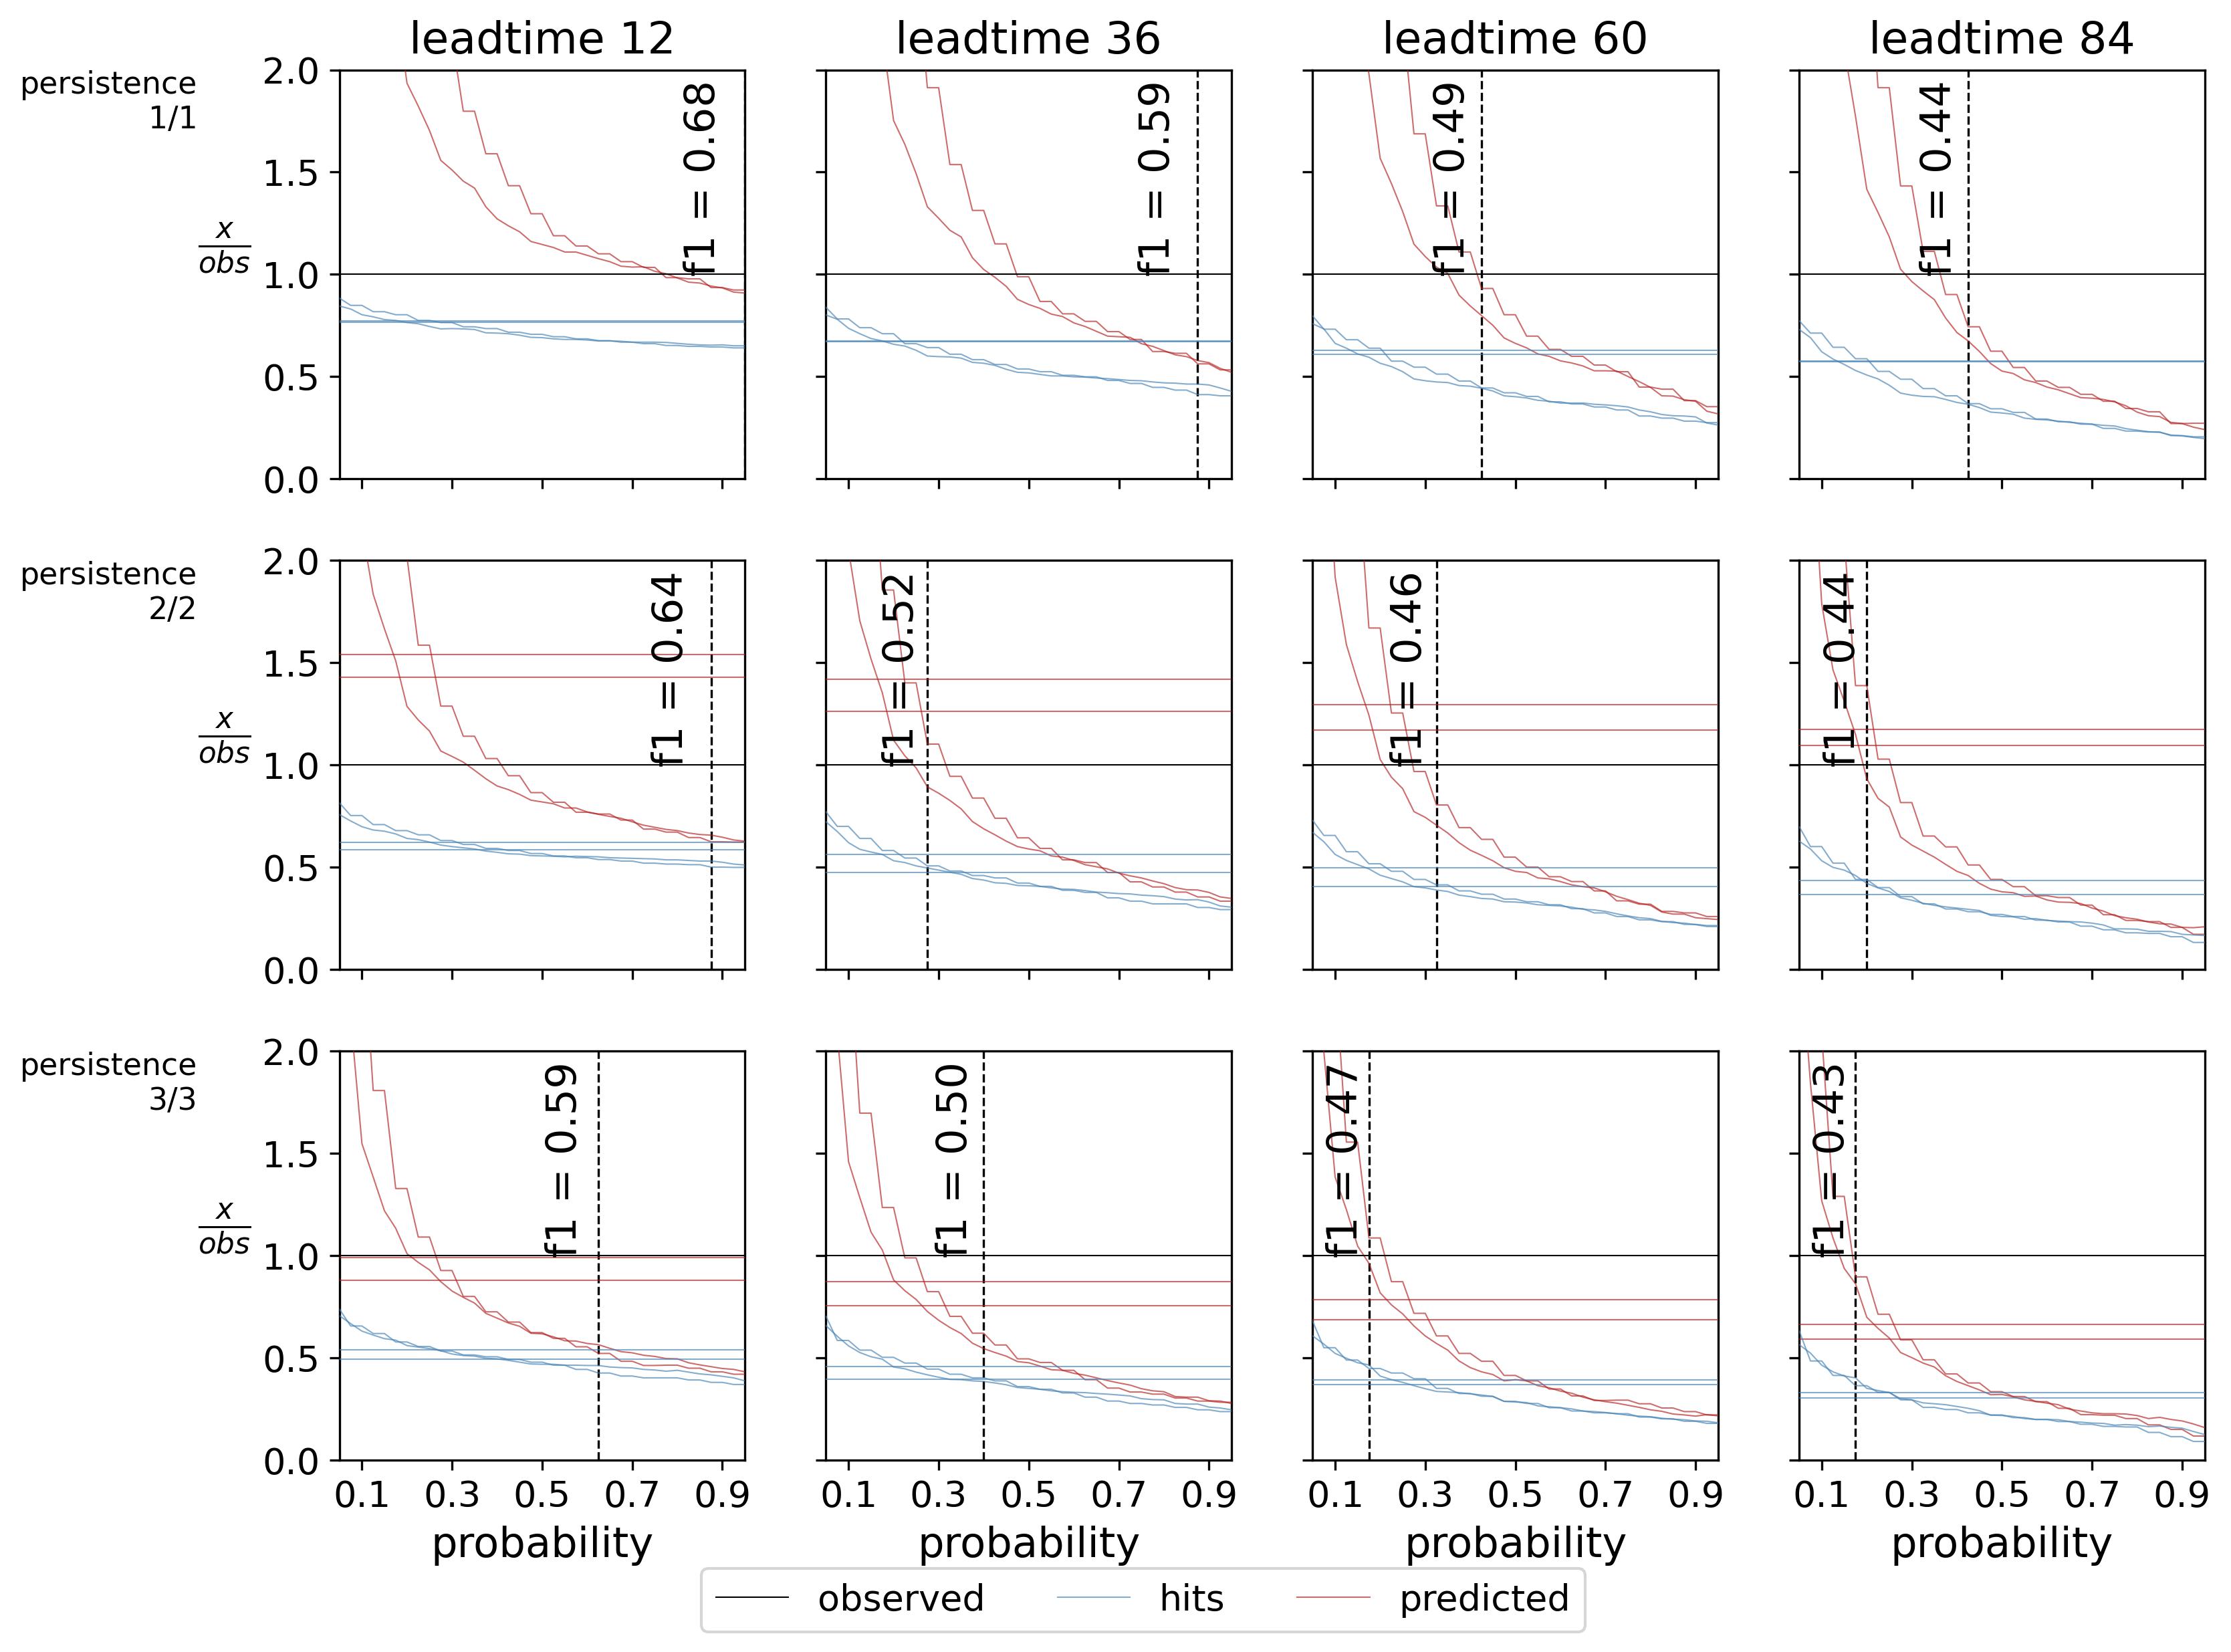 leadtime 12 leadtime 36 leadtime 60 leadtime 84
persistence
1/1
x
obs
2.0
1.5
1.0
0.5
0.0
f1 = 0.68
f1 = 0.59
f1 = 0.49
f1 = 0.44
persistence
2/2
x
obs
2.0
1.5
1.0
0.5
0.0
f1 = 0.64
f1 = 0.52
f1 = 0.46
f1 = 0.44
persistence
3/3
x
obs
2.0
1.5
1.0
0.5
0.0
f1 = 0.59
f1 = 0.50
f1 = 0.47
f1 = 0.43
0.1 0.3 0.5 0.7 0.9 0.1 0.3 0.5 0.7 0.9 0.1 0.3 0.5 0.7 0.9 0.1 0.3 0.5 0.7 0.9
probability probability probability probability
observed hits predicted